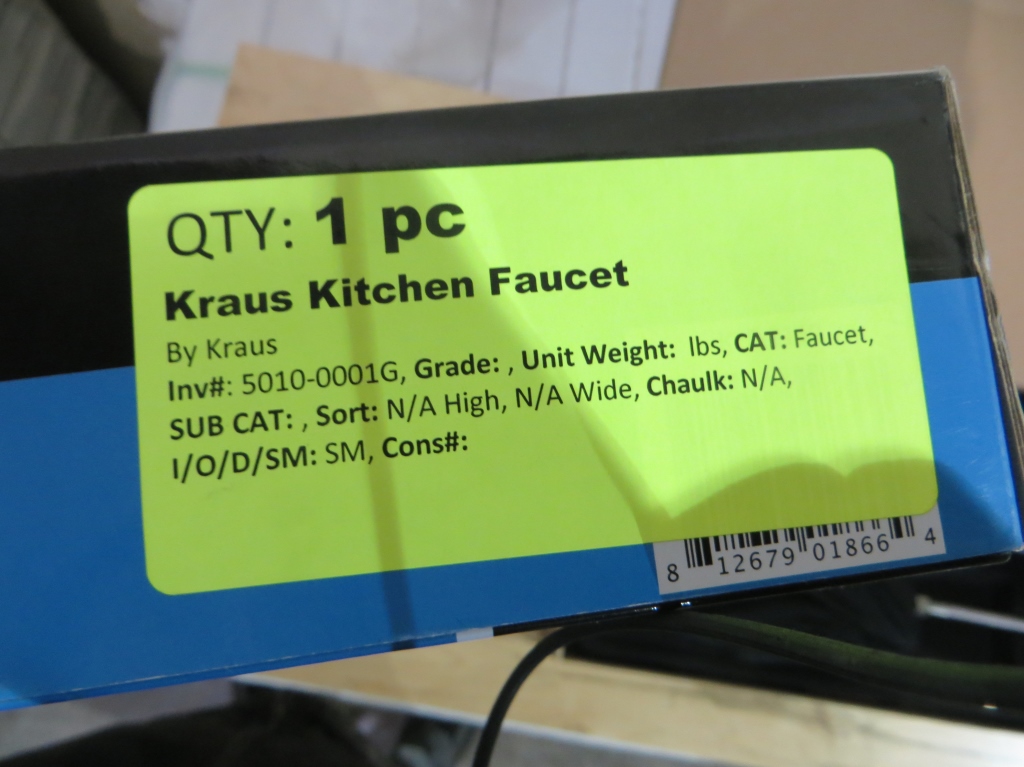 QTY: 1 pc
Kraus Kitchen Faucet
By Kraus
Inv#: 5010-0001G, Grade: , Unit Weight: lbs, CAT: Faucet,
SUB CAT: , Sort: N/A High, N/A Wide, Chaulk: N/A,
I/O/D/SM: SM, Cons#:
8 12679 01866 4